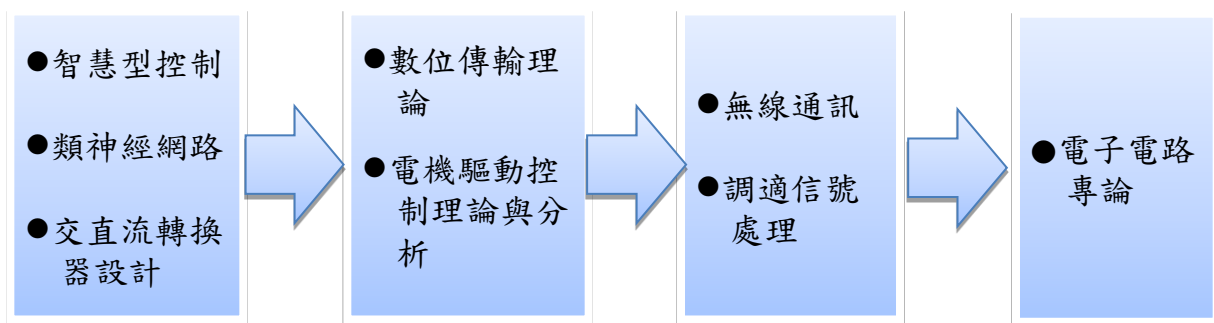 ●智慧型控制
●類神經網路
●交直流轉換
器設計
●數位傳輸理
論
●電機驅動控
制理論與分
析
●無線通訊
●調適信號
處理
●電子電路
專論